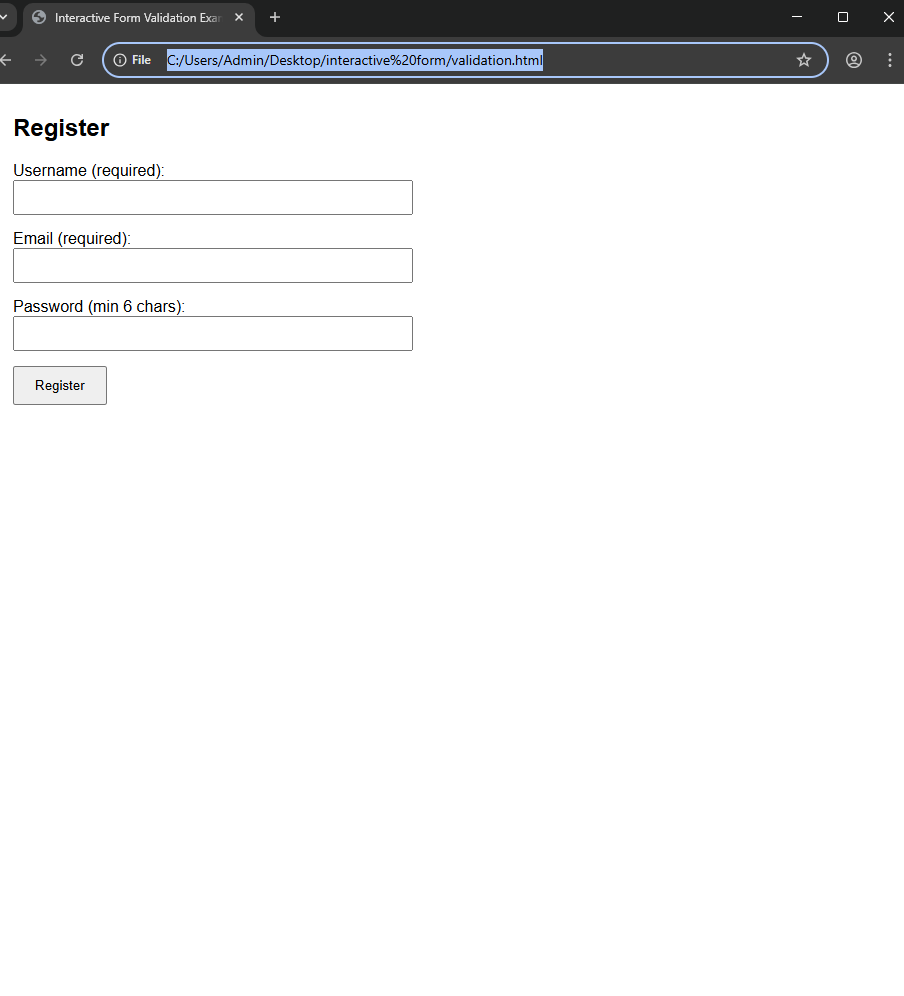 Interactive Form Validation Exa
File
C:/Users/Admin/Desktop/interactive%20form/validation.html
Register
Username (required):
Email (required):
Password (min 6 chars):
Register